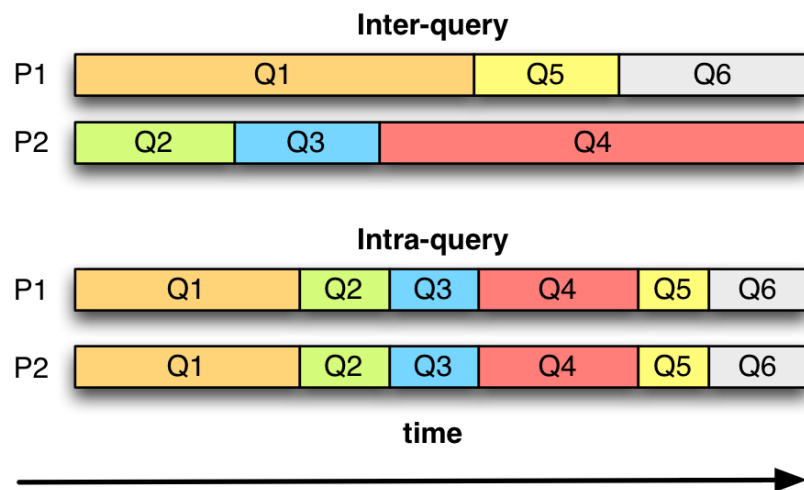 Inter-query
P1 Q1 Q5 Q6
P2 Q2 Q3 Q4
Intra-query
P1 Q1 Q2 Q3 Q4 Q5 Q6
P2 Q1 Q2 Q3 Q4 Q5 Q6
time